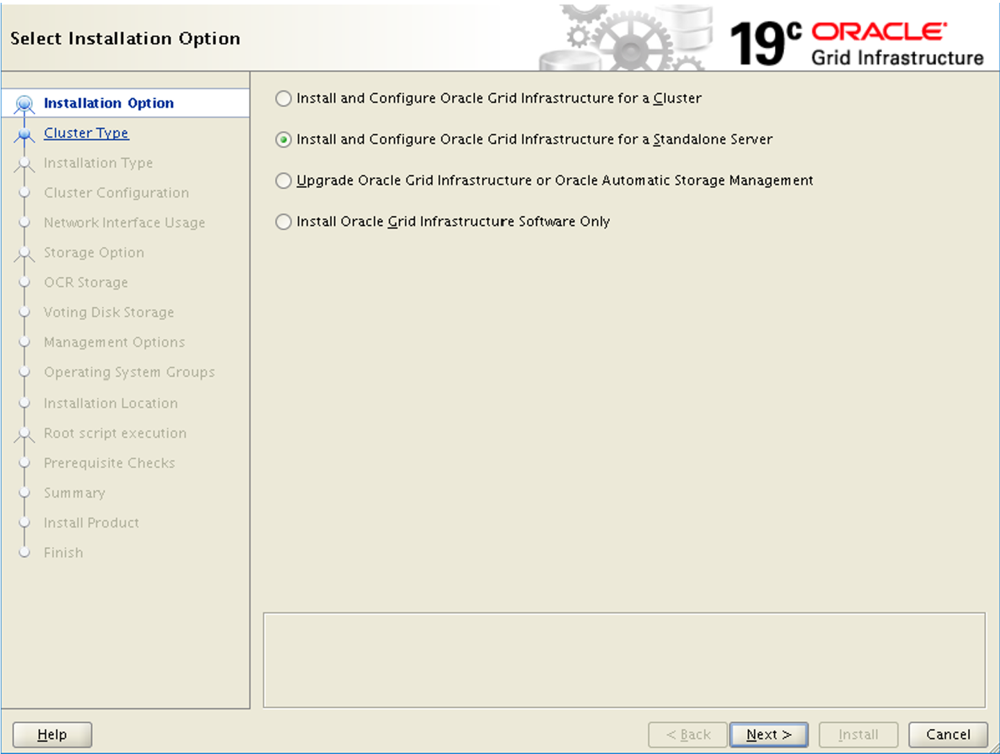 Select Installation Option
19c ORACLE
Grid Infrastructure
Installation Option
Cluster Type
Installation Type
Cluster Configuration
Network Interface Usage
Storage Option
OCR Storage
Voting Disk Storage
Management Options
Operating System Groups
Installation Location
Root script execution
Prerequisite Checks
Summary
Install Product
Finish
Install and Configure Oracle Grid Infrastructure for a Cluster
Install and Configure Oracle Grid Infrastructure for a Standalone Server
Upgrade Oracle Grid Infrastructure or Oracle Automatic Storage Management
Install Oracle Grid Infrastructure Software Only
Help
< Back
Next >
Install
Cancel